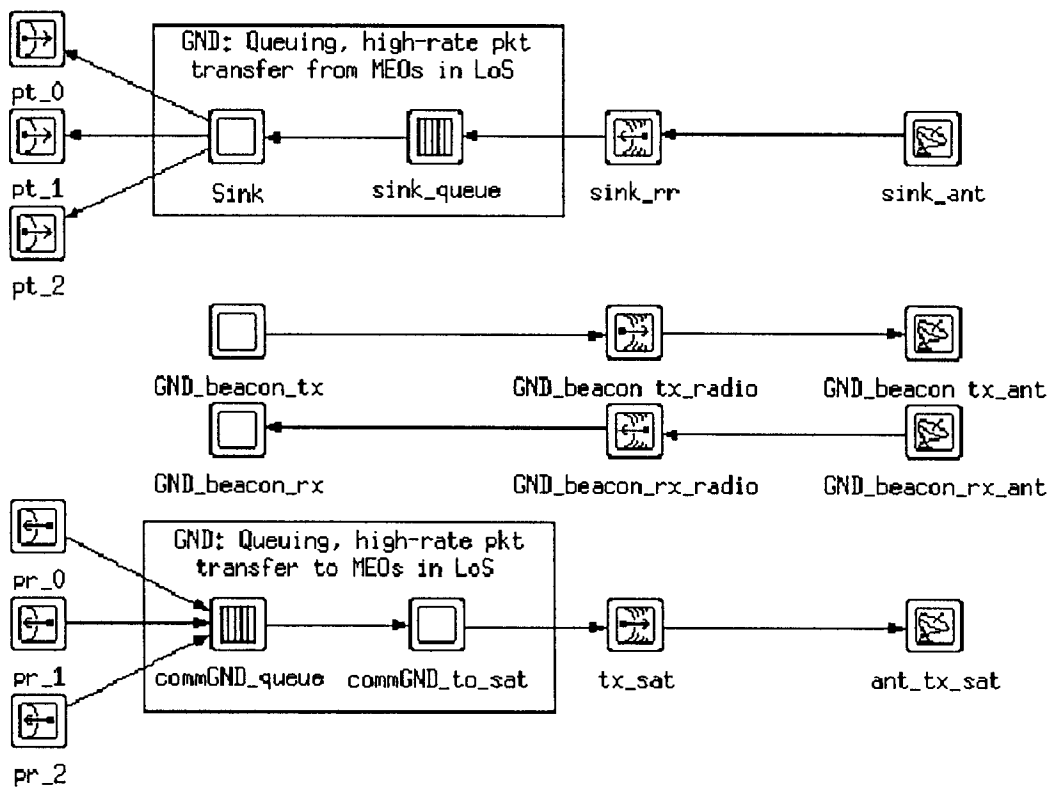 GND: Queuing, high-rate pkt
transfer from MEOs in LoS
pt_0
pt_1
Sink
sink_queue
sink_rr
sink_ant
pt_2
GND_beacon_tx
GND_beacon tx_radio
GND_beacon tx_ant
GND_beacon_rx
GND_beacon_rx_radio
GND_beacon_rx_ant
GND: Queuing, high-rate pkt
transfer to MEOs in LoS
pr_0
pr_1
commGND_queue
commGND_to_sat
tx_sat
ant_tx_sat
pr_2